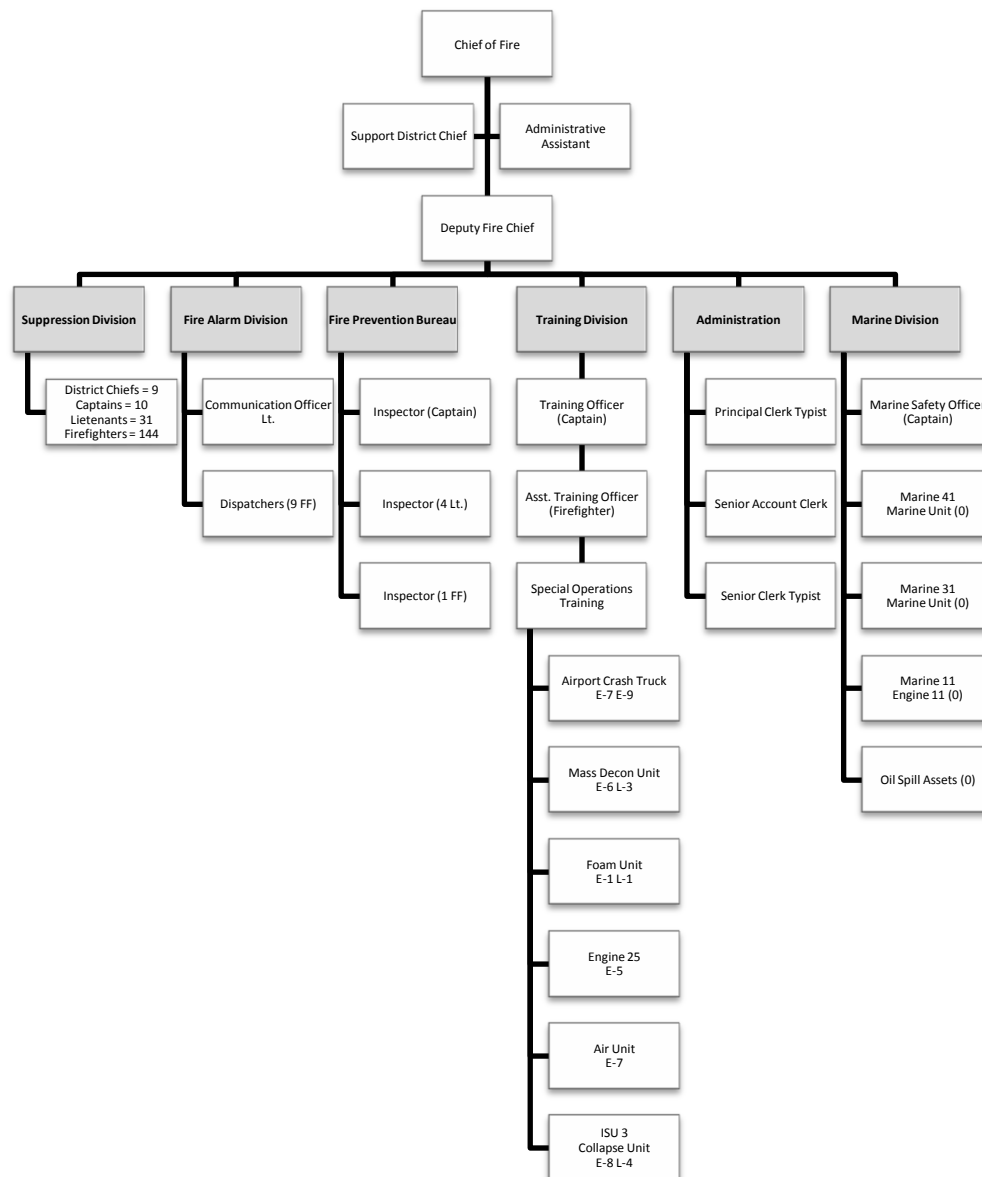 Chief of Fire
Support District Chief
Administrative
Assistant
Deputy Fire Chief
Suppression Division
Fire Alarm Division
Fire Prevention Bureau
Training Division
Administration
Marine Division
District Chiefs = 9
Captains = 10
Lietenants = 31
Firefighters = 144
Communication Officer
Lt.
Dispatchers (9 FF)
Inspector (Captain)
Inspector (4 Lt.)
Inspector (1 FF)
Training Officer
(Captain)
Asst. Training Officer
(Firefighter)
Special Operations
Training
Airport Crash Truck
E-7 E-9
Mass Decon Unit
E-6 L-3
Foam Unit
E-1 L-1
Engine 25
E-5
Air Unit
E-7
ISU 3
Collapse Unit
E-8 L-4
Principal Clerk Typist
Senior Account Clerk
Senior Clerk Typist
Marine Safety Officer
(Captain)
Marine 41
Marine Unit (0)
Marine 31
Marine Unit (0)
Marine 11
Engine 11 (0)
Oil Spill Assets (0)